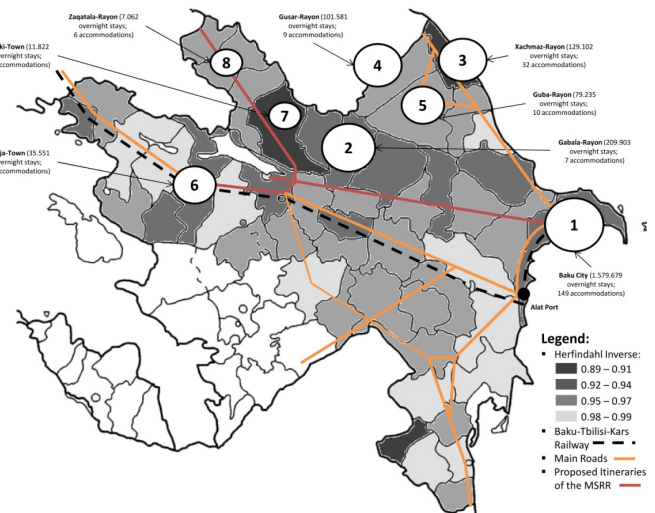 Zaqatala-Rayon (7.062
overnight stays;
6 accommodations)
Gusar-Rayon (101.581
overnight stays;
9 accommodations)
ki-Town (11.822
overnight stays;
accommodations)
Xachmaz-Rayon (129.102
overnight stays;
32 accommodations)
Guba-Rayon (79.235
overnight stays;
10 accommodations)
Gabala-Rayon (209.903
overnight stays;
7 accommodations)
ja-Town (35.551
overnight stays;
accommodations)
8
4
3
5
7
2
6
1
Baku City (1.579.679
overnight stays;
149 accommodations)
Alat Port
Legend:
Herfindahl Inverse:
0.89 – 0.91
0.92 – 0.94
0.95 – 0.97
0.98 – 0.99
Baku-Tbilisi-Kars
Railway
Main Roads
Proposed Itineraries
of the MSRR